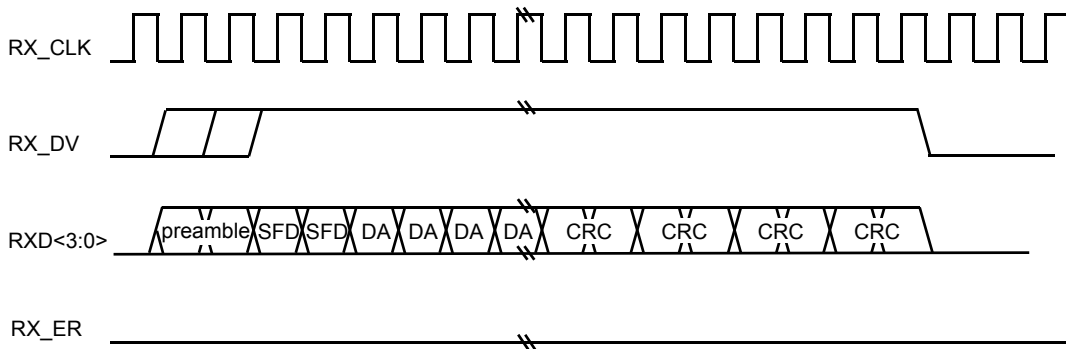 RX_CLK
RX_DV
RXD<3:0>
preamble SFD SFD DA DA DA DA CRC CRC CRC CRC
RX_ER